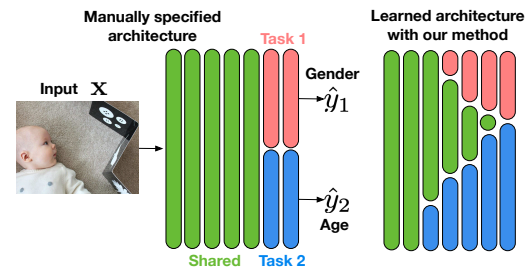 Manually specified
architecture
Task 1
Learned architecture
with our method
Input x
Gender
ŷ1
ŷ2
Age
Shared
Task 2